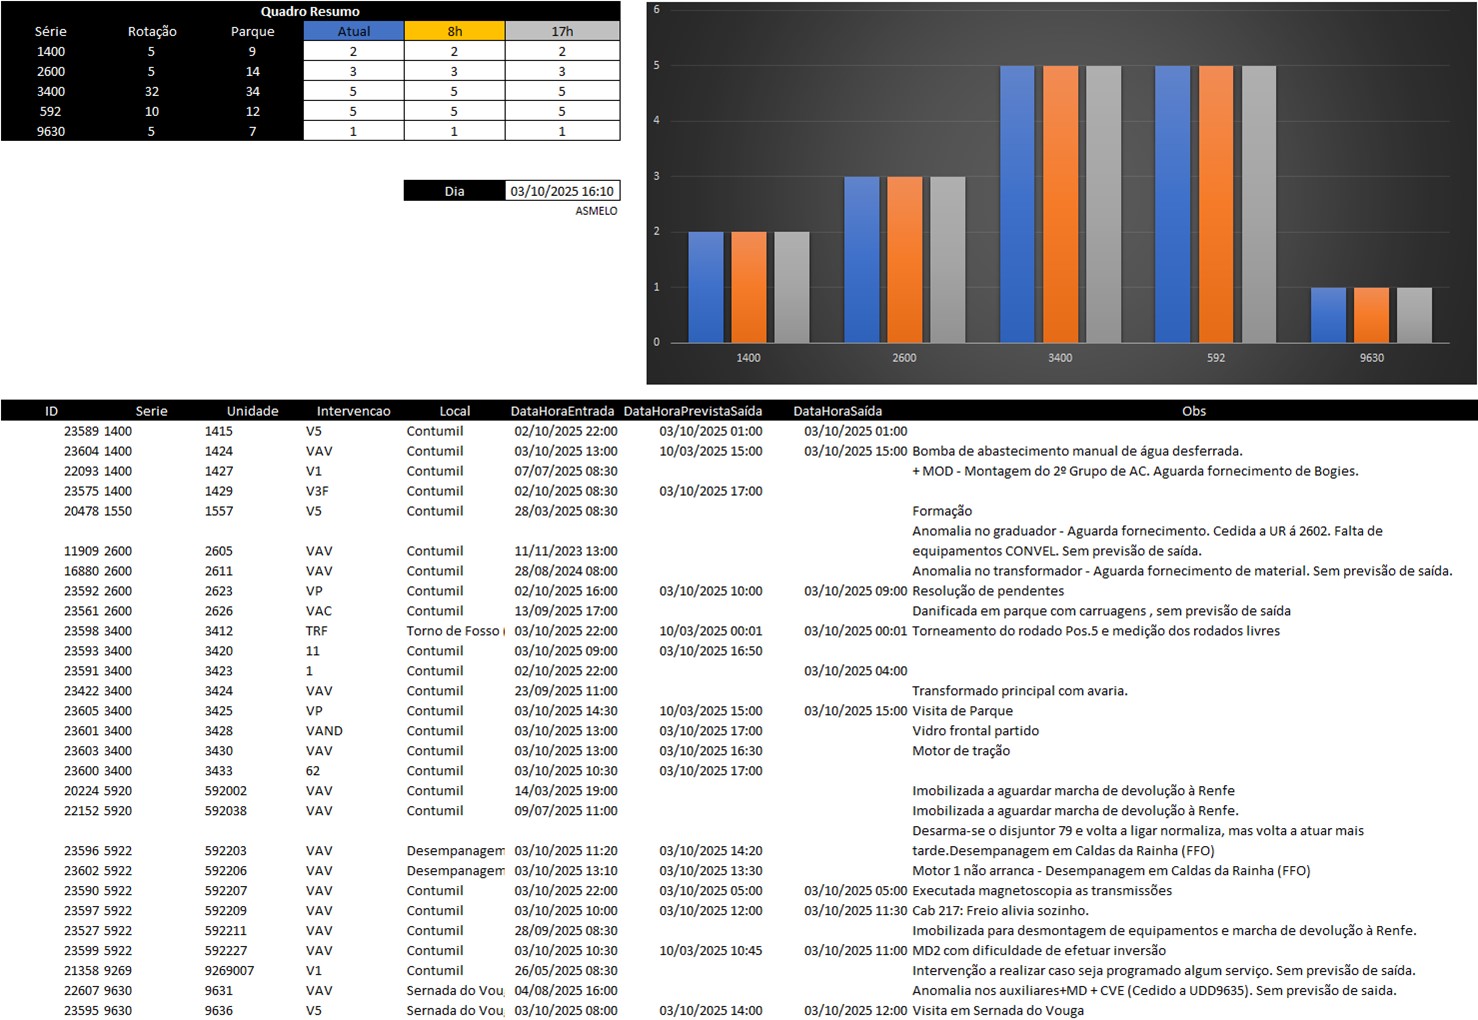 Quadro Resumo
Série Rotação Parque Atual 8h 17h
1400 5 9 2 2 2
2600 5 14 3 3 3
3400 32 34 5 5 5
592 10 12 5 5 5
9630 5 7 1 1 1
Dia 03/10/2025 16:10
ASMELO
6
5
4
3
2
1
0
1400 2600 3400 592 9630
ID Serie Unidade Intervencao Local DataHoraEntrada DataHoraPrevistaSaída DataHoraSaída Obs
23589 1400 1415 V5 Contumil 02/10/2025 22:00 03/10/2025 01:00 03/10/2025 01:00
23604 1400 1424 VAV Contumil 03/10/2025 13:00 10/03/2025 15:00 03/10/2025 15:00 Bomba de abastecimento manual de água desferrada.
22093 1400 1427 V1 Contumil 07/07/2025 08:30 + MOD - Montagem do 2º Grupo de AC. Aguarda fornecimento de Bogies.
23575 1400 1429 V3F Contumil 02/10/2025 08:30 03/10/2025 17:00
20478 1550 1557 V5 Contumil 28/03/2025 08:30 Formação
Anomalia no graduador - Aguarda fornecimento. Cedida a UR á 2602. Falta de
11909 2600 2605 VAV Contumil 11/11/2023 13:00 equipamentos CONVEL. Sem previsão de saída.
16880 2600 2611 VAV Contumil 28/08/2024 08:00 Anomalia no transformador - Aguarda fornecimento de material. Sem previsão de saída.
23592 2600 2623 VP Contumil 02/10/2025 16:00 03/10/2025 10:00 03/10/2025 09:00 Resolução de pendentes
23561 2600 2626 VAC Contumil 13/09/2025 17:00 Danificada em parque com carruagens , sem previsão de saída
23598 3400 3412 TRF Torno de Fosso ( 03/10/2025 22:00 10/03/2025 00:01 03/10/2025 00:01 Torneamento do rodado Pos.5 e medição dos rodados livres
23593 3400 3420 11 Contumil 03/10/2025 09:00 03/10/2025 16:50
23591 3400 3423 1 Contumil 02/10/2025 22:00 03/10/2025 04:00
23422 3400 3424 VAV Contumil 23/09/2025 11:00 Transformado principal com avaria.
23605 3400 3425 VP Contumil 03/10/2025 14:30 10/03/2025 15:00 03/10/2025 15:00 Visita de Parque
23601 3400 3428 VAND Contumil 03/10/2025 13:00 03/10/2025 17:00 Vidro frontal partido
23603 3400 3430 VAV Contumil 03/10/2025 13:00 03/10/2025 16:30 Motor de tração
23600 3400 3433 62 Contumil 03/10/2025 10:30 03/10/2025 17:00
20224 5920 592002 VAV Contumil 14/03/2025 19:00 Imobilizada a aguardar marcha de devolução à Renfe
22152 5920 592038 VAV Contumil 09/07/2025 11:00 Imobilizada a aguardar marcha de devolução à Renfe.
Desarma-se o disjuntor 79 e volta a ligar normaliza, mas volta a atuar mais
23596 5922 592203 VAV Desempanagem 03/10/2025 11:20 03/10/2025 14:20 tarde.Desempanagem em Caldas da Rainha (FFO)
23602 5922 592206 VAV Desempanagem 03/10/2025 13:10 03/10/2025 13:30 Motor 1 não arranca - Desempanagem em Caldas da Rainha (FFO)
23590 5922 592207 VAV Contumil 03/10/2025 22:00 03/10/2025 05:00 03/10/2025 05:00 Executada magnetoscopia as transmissões
23597 5922 592209 VAV Contumil 03/10/2025 10:00 03/10/2025 12:00 03/10/2025 11:30 Cab 217: Freio alivia sozinho.
23527 5922 592211 VAV Contumil 28/09/2025 08:30 Imobilizada para desmontagem de equipamentos e marcha de devolução à Renfe.
23599 5922 592227 VAV Contumil 03/10/2025 10:30 10/03/2025 10:45 03/10/2025 11:00 MD2 com dificuldade de efetuar inversão
21358 9269 9269007 V1 Contumil 26/05/2025 08:30 Intervenção a realizar caso seja programado algum serviço. Sem previsão de saída.
22607 9630 9631 VAV Sernada do Vou 04/08/2025 16:00 Anomalia nos auxiliares+MD + CVE (Cedido a UDD9635). Sem previsão de saida.
23595 9630 9636 V5 Sernada do Vou 03/10/2025 08:00 03/10/2025 14:00 03/10/2025 12:00 Visita em Sernada do Vouga